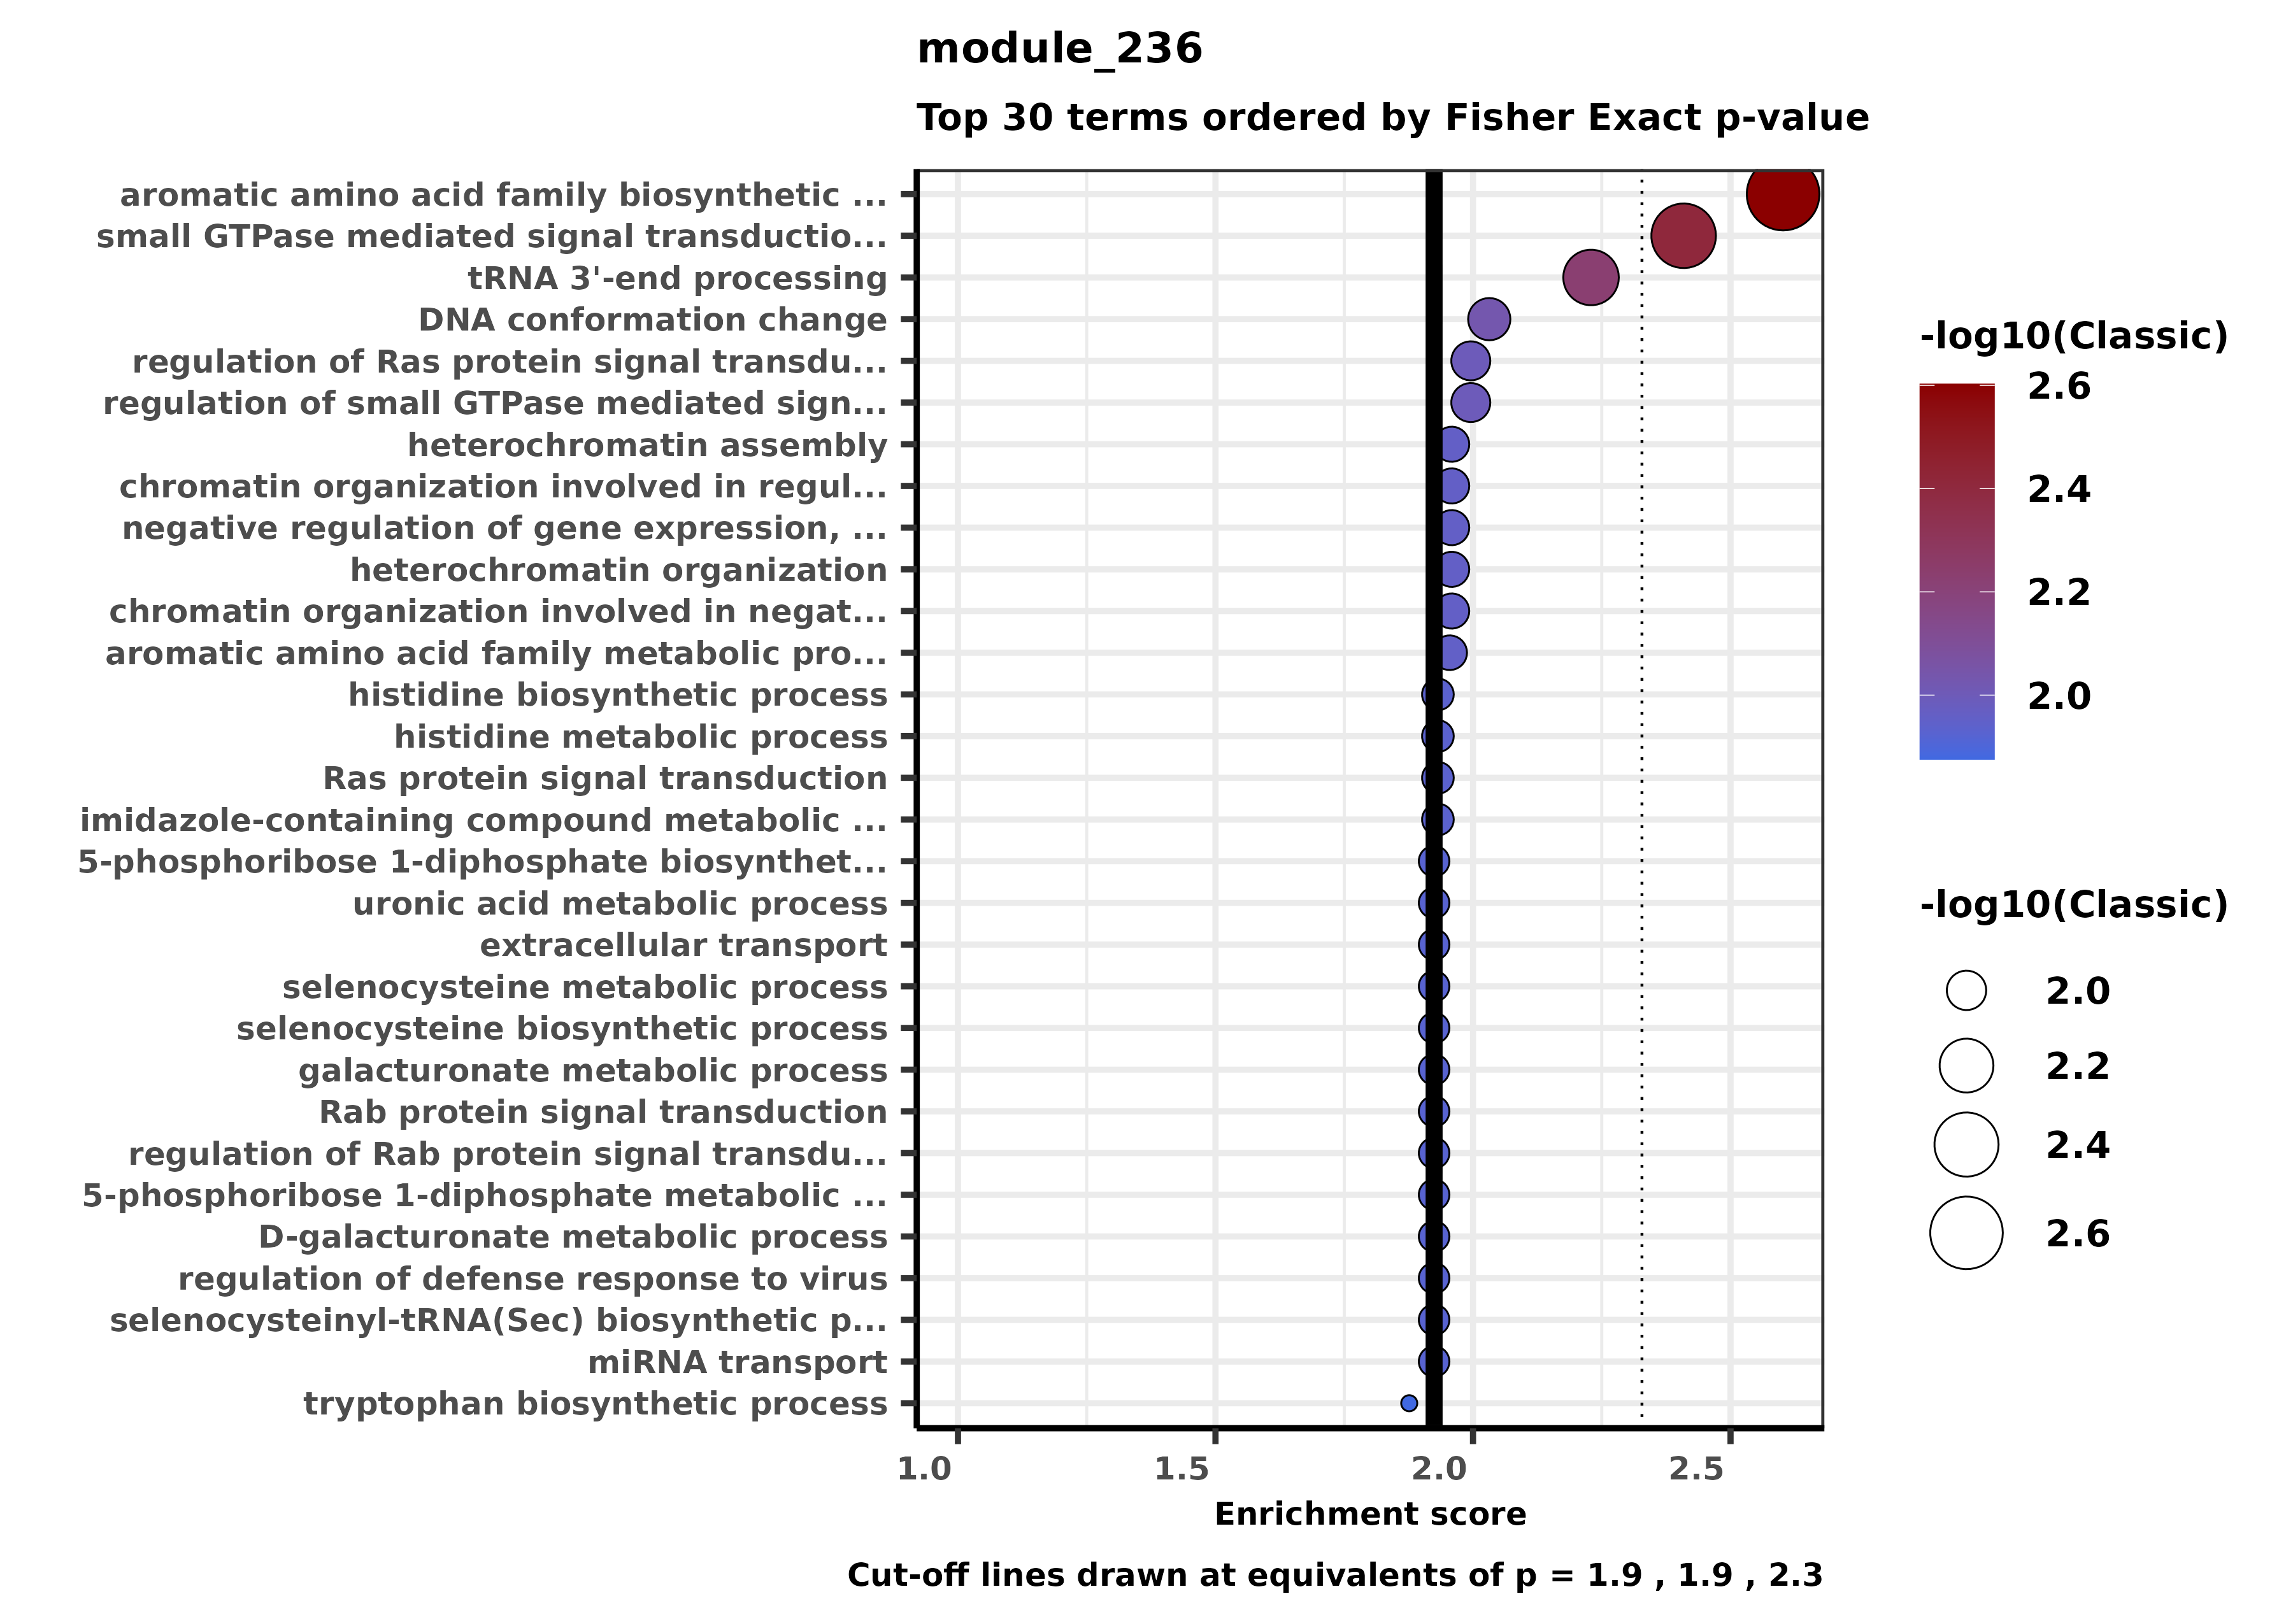 module_236
Top 30 terms ordered by Fisher Exact p-value
aromatic amino acid family biosynthetic ...
small GTPase mediated signal transductio...
tRNA 3'-end processing
DNA conformation change
regulation of Ras protein signal transdu...
regulation of small GTPase mediated sign...
heterochromatin assembly
chromatin organization involved in regul...
negative regulation of gene expression, ...
heterochromatin organization
chromatin organization involved in negat...
aromatic amino acid family metabolic pro...
histidine biosynthetic process
histidine metabolic process
Ras protein signal transduction
imidazole-containing compound metabolic ...
5-phosphoribose 1-diphosphate biosynthet...
uronic acid metabolic process
extracellular transport
selenocysteine metabolic process
selenocysteine biosynthetic process
galacturonate metabolic process
Rab protein signal transduction
regulation of Rab protein signal transdu...
5-phosphoribose 1-diphosphate metabolic ...
D-galacturonate metabolic process
regulation of defense response to virus
selenocysteinyl-tRNA(Sec) biosynthetic p...
miRNA transport
tryptophan biosynthetic process
1.0 1.5 2.0 2.5
Enrichment score
Cut-off lines drawn at equivalents of p = 1.9 , 1.9 , 2.3
-log10(Classic)
2.6
2.4
2.2
2.0
-log10(Classic)
2.0
2.2
2.4
2.6